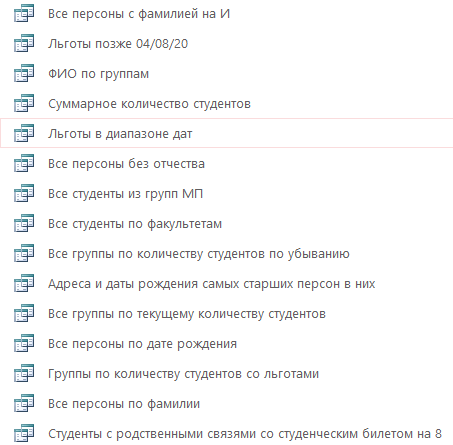 Все персоны с фамилией на И
Льготы позже 04/08/20
ФИО по группам
Суммарное количество студентов
Льготы в диапазоне дат
Все персоны без отчества
Все студенты из групп МП
Все студенты по факультетам
Все группы по количеству студентов по убыванию
Адреса и даты рождения самых старших персон в них
Все группы по текущему количеству студентов
Все персоны по дате рождения
Группы по количеству студентов со льготами
Все персоны по фамилии
Студенты с родственными связями со студенческим билетом на 8